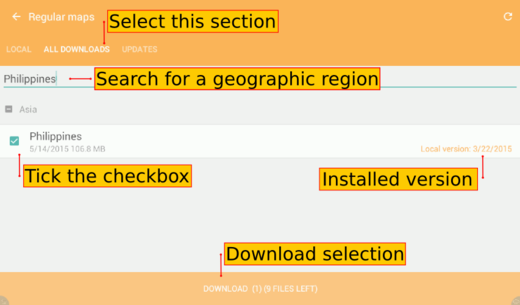 Regular maps
Select this section
LOCAL ALL DOWNLOADS UPDATES
Philippines
Search for a geographic region
Asia
Philippines
5/14/2015 106.8 MB
Local version: 3/22/2015
Tick the checkbox
Installed version
Download selection
DOWNLOAD (1) (9 FILES LEFT)